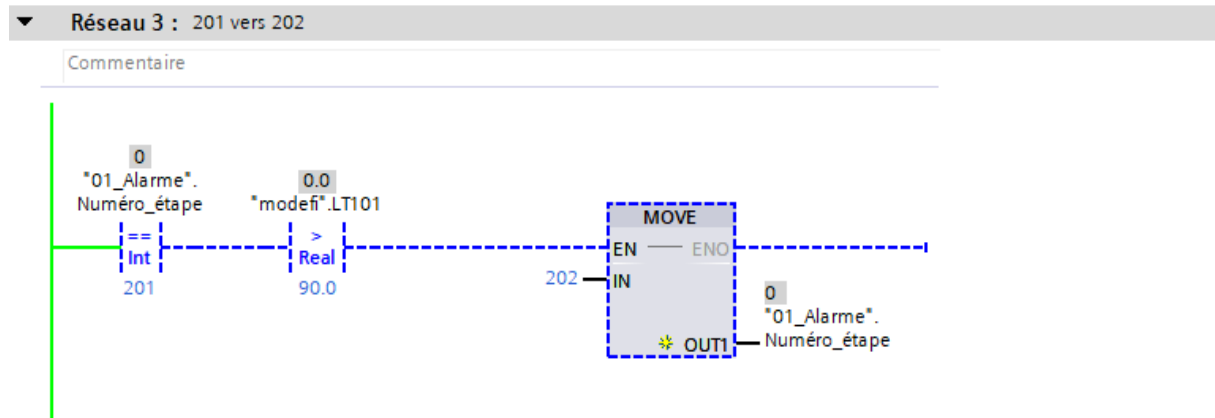 Réseau 3 : 201 vers 202
Commentaire
0
"01_Alarme".
Numéro_étape
0.0
"modefi".LT101
==
Int
201
>
Real
90.0
MOVE
EN ENO
202 IN
OUT1
0
"01_Alarme".
Numéro_étape